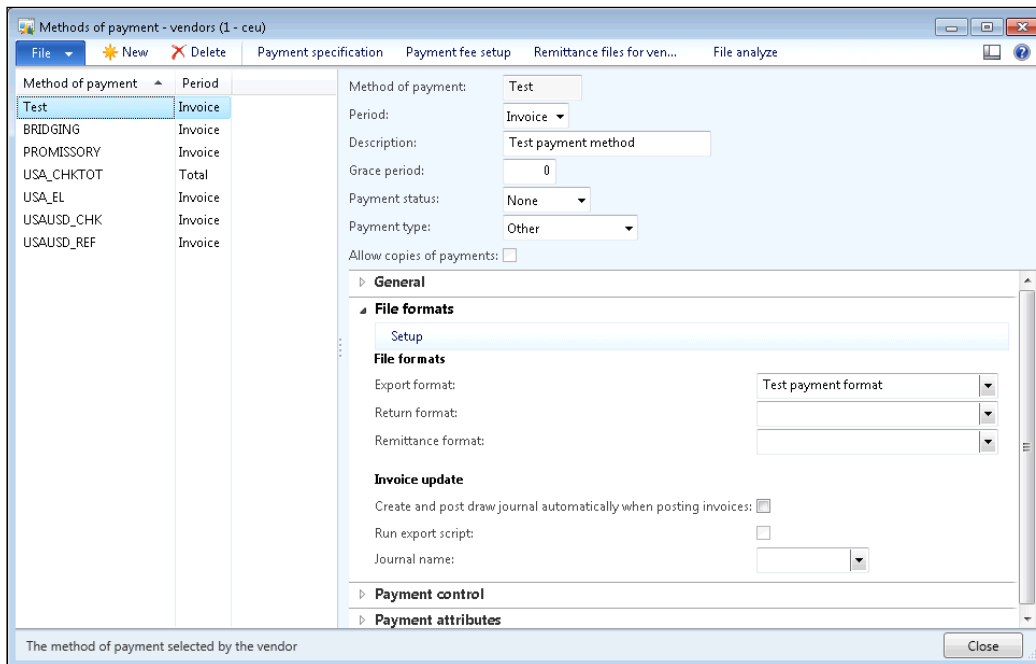 Methods of payment - vendors (1 - ceu)
File New Delete Payment specification Payment fee setup Remittance files for ven... File analyze
Method of payment Period
Test Invoice
BRIDGING Invoice
PROMISSORY Invoice
USA_CHKTOT Total
USA_EL Invoice
USAUSD_CHK Invoice
USAUSD_REF Invoice
Method of payment: Test
Period: Invoice
Description: Test payment method
Grace period: 0
Payment status: None
Payment type: Other
Allow copies of payments:
General
File formats
Setup
File formats
Export format: Test payment format
Return format:
Remittance format:
Invoice update
Create and post draw journal automatically when posting invoices:
Run export script:
Journal name:
Payment control
Payment attributes
The method of payment selected by the vendor
Close